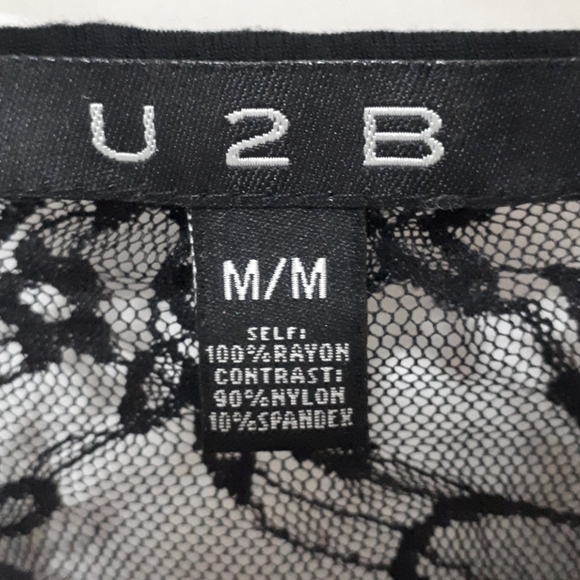 U 2 B
M/M
SELF:
100%RAYON
CONTRAST:
90%NYLON
10%SPANDEX